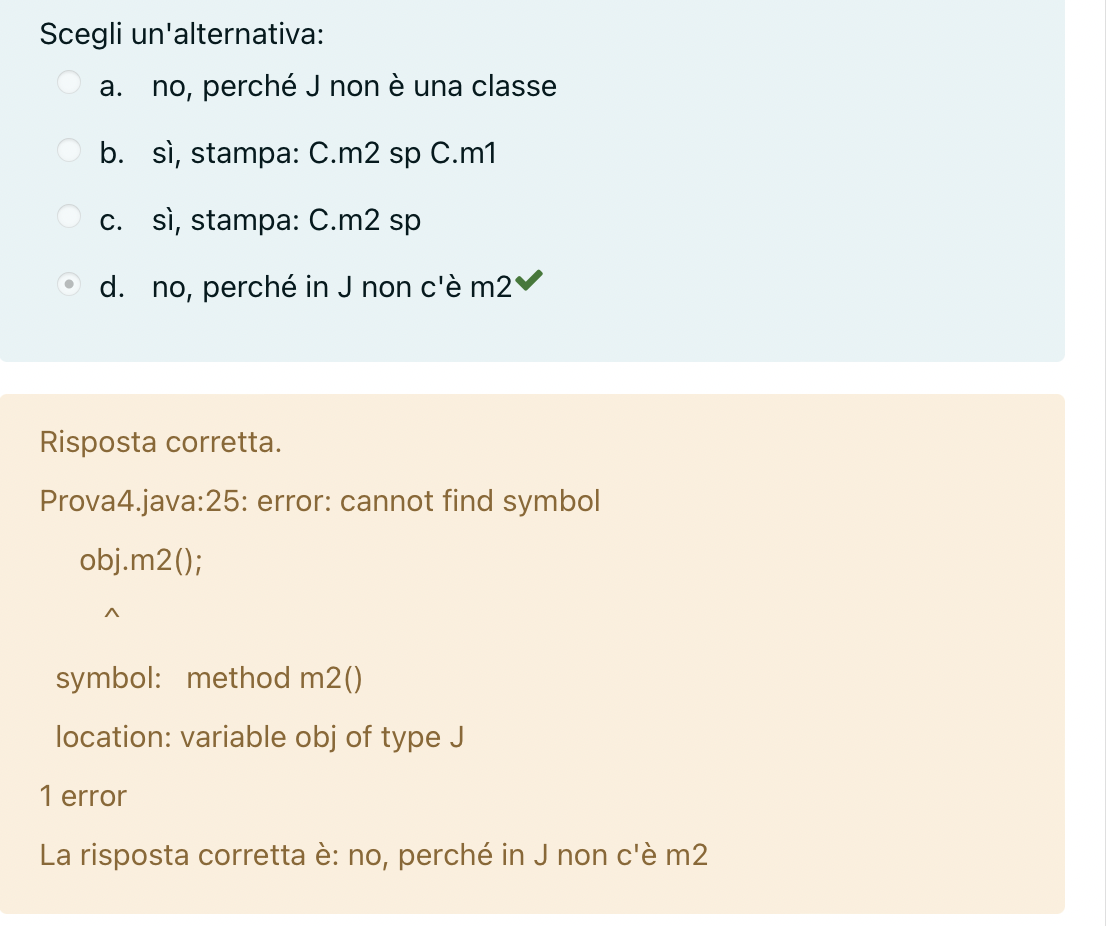 Scegli un'alternativa:
a. no, perché J non è una classe
b. sì, stampa: C.m2 sp C.m1
c. sì, stampa: C.m2 sp
d. no, perché in J non c'è m2
Risposta corretta.
Prova4.java:25: error: cannot find symbol
obj.m2();
^
symbol: method m2()
location: variable obj of type J
1 error
La risposta corretta è: no, perché in J non c'è m2